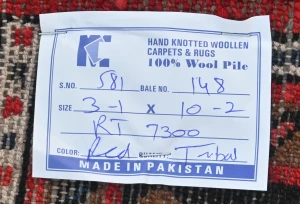 HAND KNOTTED WOOLLEN
CARPETS & RUGS
100% Wool Pile
S.NO. 581 BALE NO. 148
SIZE 3-1 X 10-2
RT 7300
COLOR: Red Tribal
MADE IN PAKISTAN